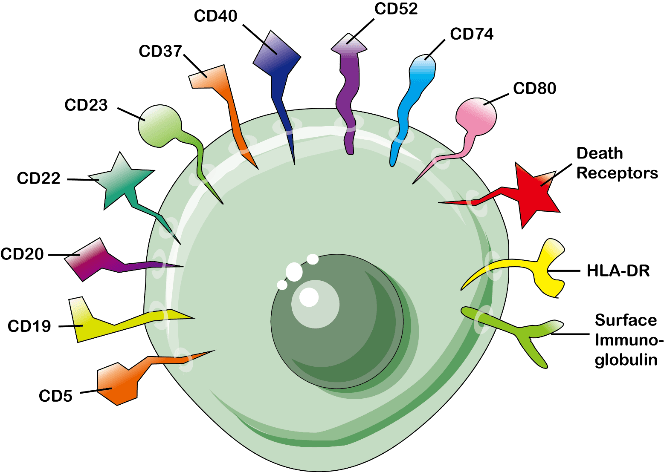 CD52
CD40
CD74
CD37
CD80
CD23
Death
Receptors
CD22
CD20
HLA-DR
CD19
Surface
Immuno-
globulin
CD5